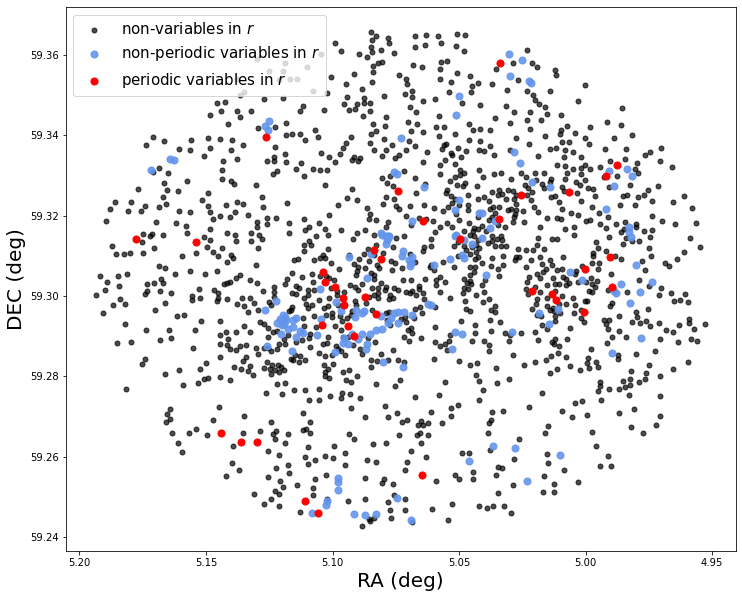 non-variables in r
non-periodic variables in r
periodic variables in r
DEC (deg)
59.36
59.34
59.32
59.30
59.28
59.26
59.24
5.20 5.15 5.10 5.05 5.00 4.95
RA (deg)